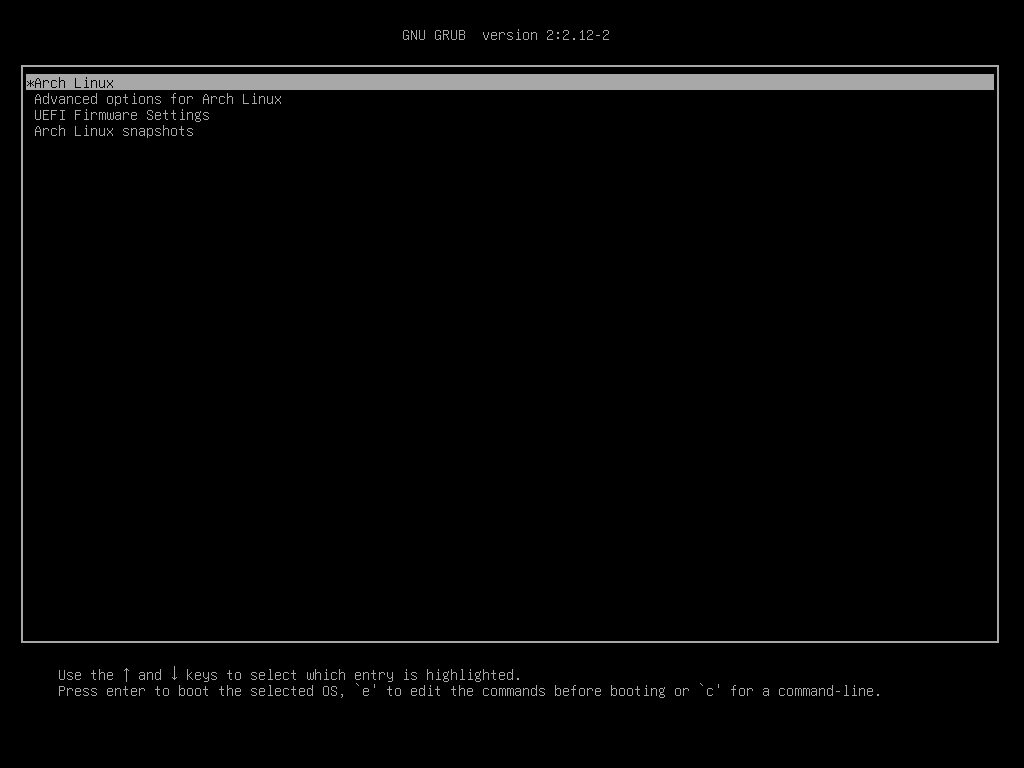 GNU GRUB  version 2:2.12-2
*Arch Linux
Advanced options for Arch Linux
UEFI Firmware Settings
Arch Linux snapshots
Use the ↑ and ↓ keys to select which entry is highlighted.
Press enter to boot the selected OS, `e' to edit the commands before booting or `c' for a command-line.